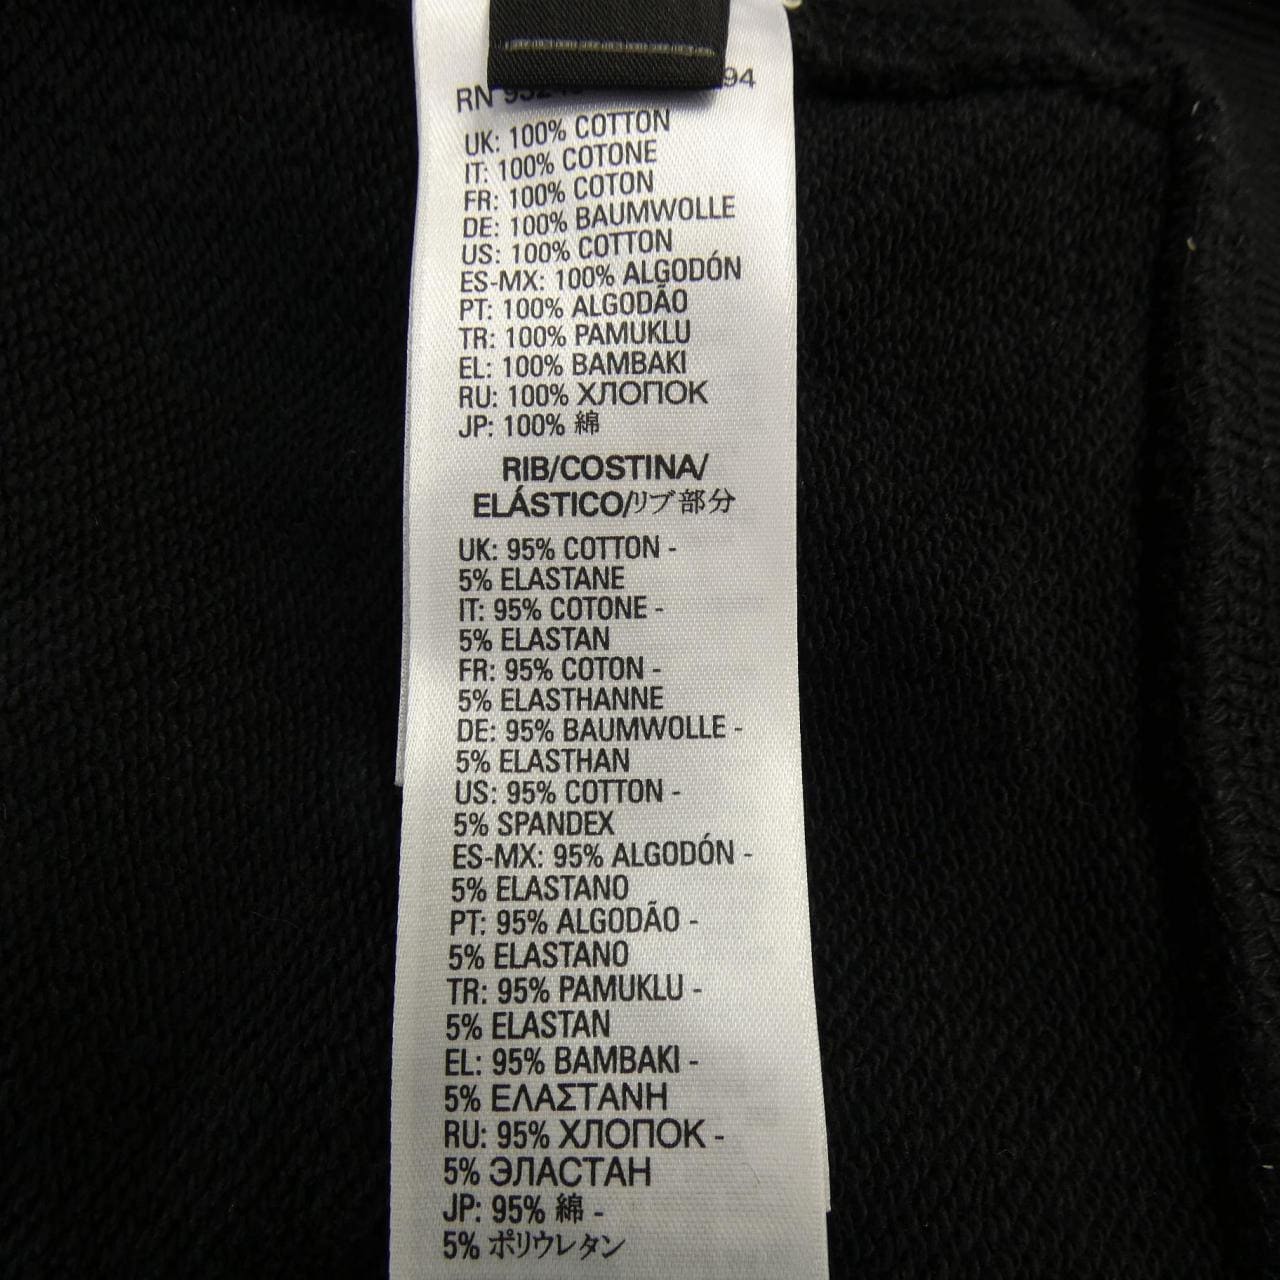 RN
94
UK: 100% COTTON
IT: 100% COTONE
FR: 100% COTON
DE: 100% BAUMWOLLE
US: 100% COTTON
ES-MX: 100% ALGODÓN
PT: 100% ALGODÃO
TR: 100% PAMUKLU
EL: 100% BAMBAKI
RU: 100% ХЛОПОК
JP: 100% 綿
RIB/COSTINA/
ELÁSTICO/リブ部分
UK: 95% COTTON -
5% ELASTANE
IT: 95% COTONE -
5% ELASTAN
FR: 95% COTON -
5% ELASTHANNE
DE: 95% BAUMWOLLE -
5% ELASTHAN
US: 95% COTTON -
5% SPANDEX
ES-MX: 95% ALGODÓN -
5% ELASTANO
PT: 95% ALGODÃO -
5% ELASTANO
TR: 95% PAMUKLU -
5% ELASTAN
EL: 95% BAMBAKI -
5% ΕΛΑΣΤΑΝΗ
RU: 95% ХЛОПОК -
5% ЭЛАСТАН
JP: 95% 綿 -
5% ポリウレタン